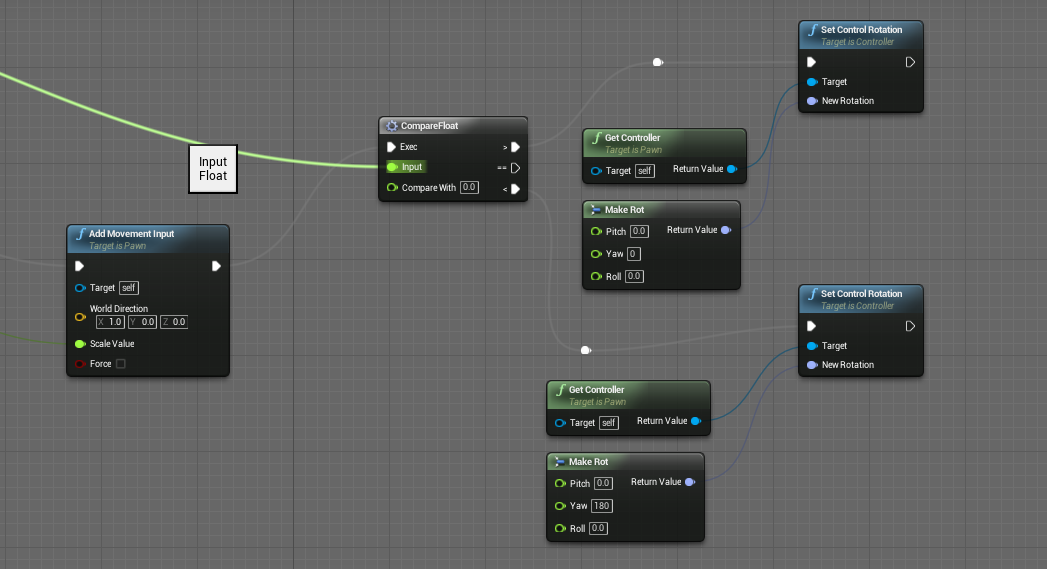 Set Control Rotation
Target is Controller
Target
New Rotation
CompareFloat
Exec
>
Input
==
Compare With 0.0
<
Input
Float
Get Controller
Target is Pawn
Target self
Return Value
Make Rot
Pitch 0.0
Return Value
Yaw 0
Roll 0.0
Add Movement Input
Target is Pawn
Target self
World Direction
X 1.0 Y 0.0 Z 0.0
Scale Value
Force
Set Control Rotation
Target is Controller
Target
New Rotation
Get Controller
Target is Pawn
Target self
Return Value
Make Rot
Pitch 0.0
Return Value
Yaw 180
Roll 0.0